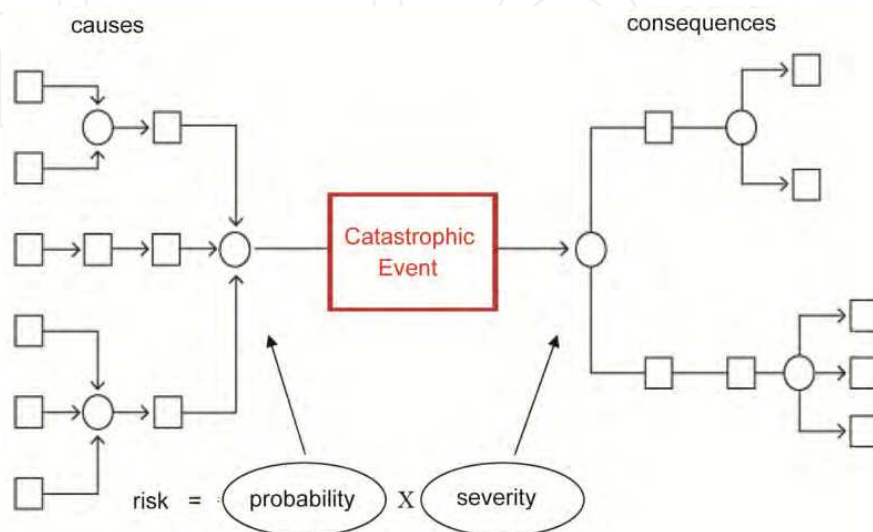 causes
consequences
Catastrophic
Event
risk = probability X severity